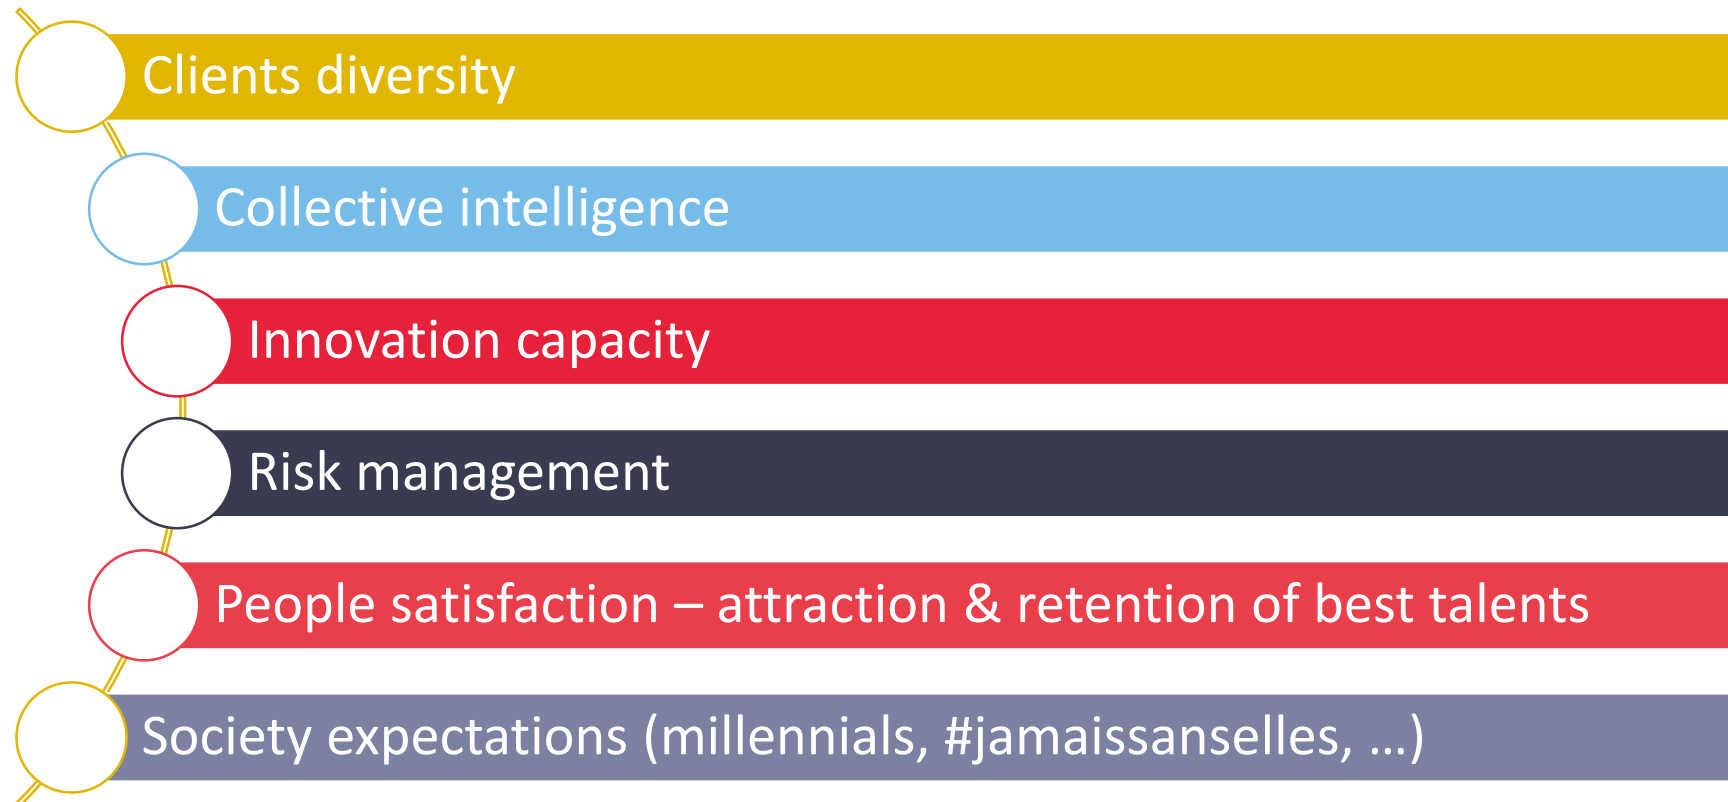 Clients diversity
Collective intelligence
Innovation capacity
Risk management
People satisfaction – attraction & retention of best talents
Society expectations (millennials, #jamaissanselles, …)